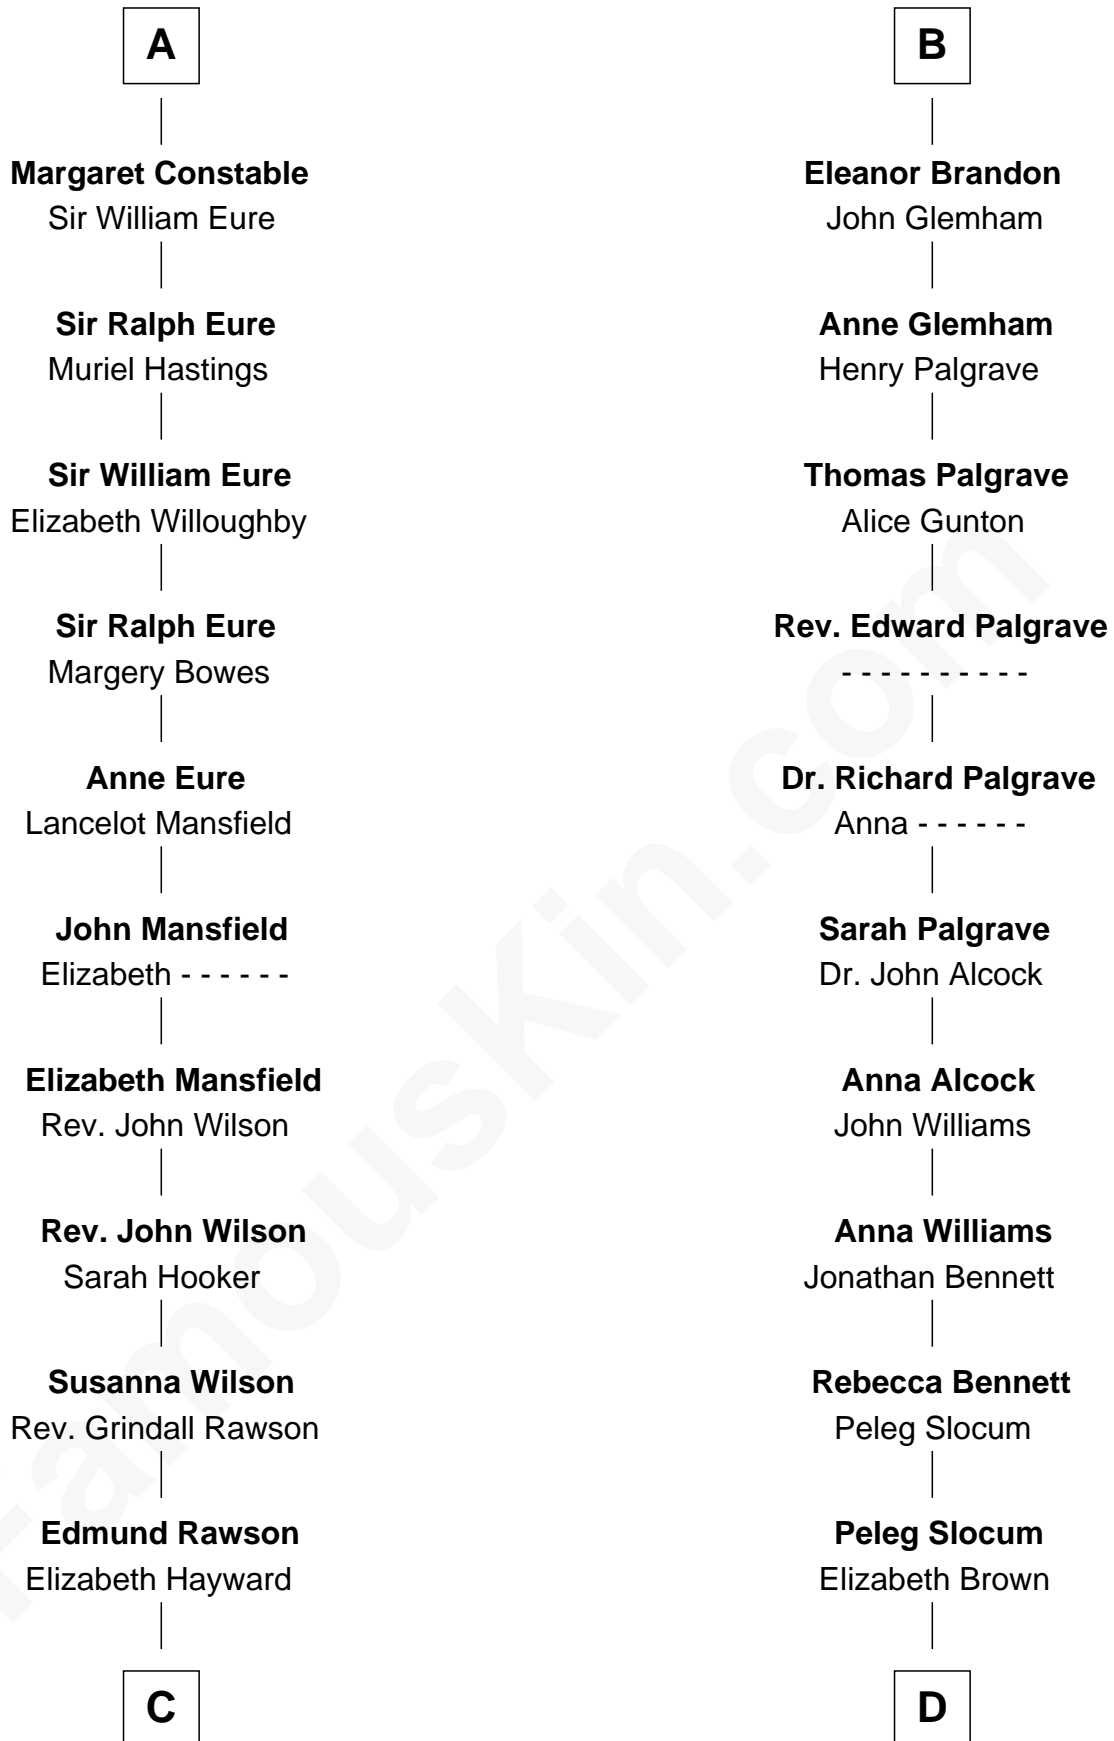 A
Margaret Constable
Sir William Eure
Sir Ralph Eure
Muriel Hastings
Sir William Eure
Elizabeth Willoughby
Sir Ralph Eure
Margery Bowes
Anne Eure
Lancelot Mansfield
John Mansfield
Elizabeth - - - - - -
Elizabeth Mansfield
Rev. John Wilson
Rev. John Wilson
Sarah Hooker
Susanna Wilson
Rev. Grindall Rawson
Edmund Rawson
Elizabeth Hayward
C
B
Eleanor Brandon
John Glemham
Anne Glemham
Henry Palgrave
Thomas Palgrave
Alice Gunton
Rev. Edward Palgrave
- - - - - - - - - -
Dr. Richard Palgrave
Anna - - - - - -
Sarah Palgrave
Dr. John Alcock
Anna Alcock
John Williams
Anna Williams
Jonathan Bennett
Rebecca Bennett
Peleg Slocum
Peleg Slocum
Elizabeth Brown
D
FamousKin.com